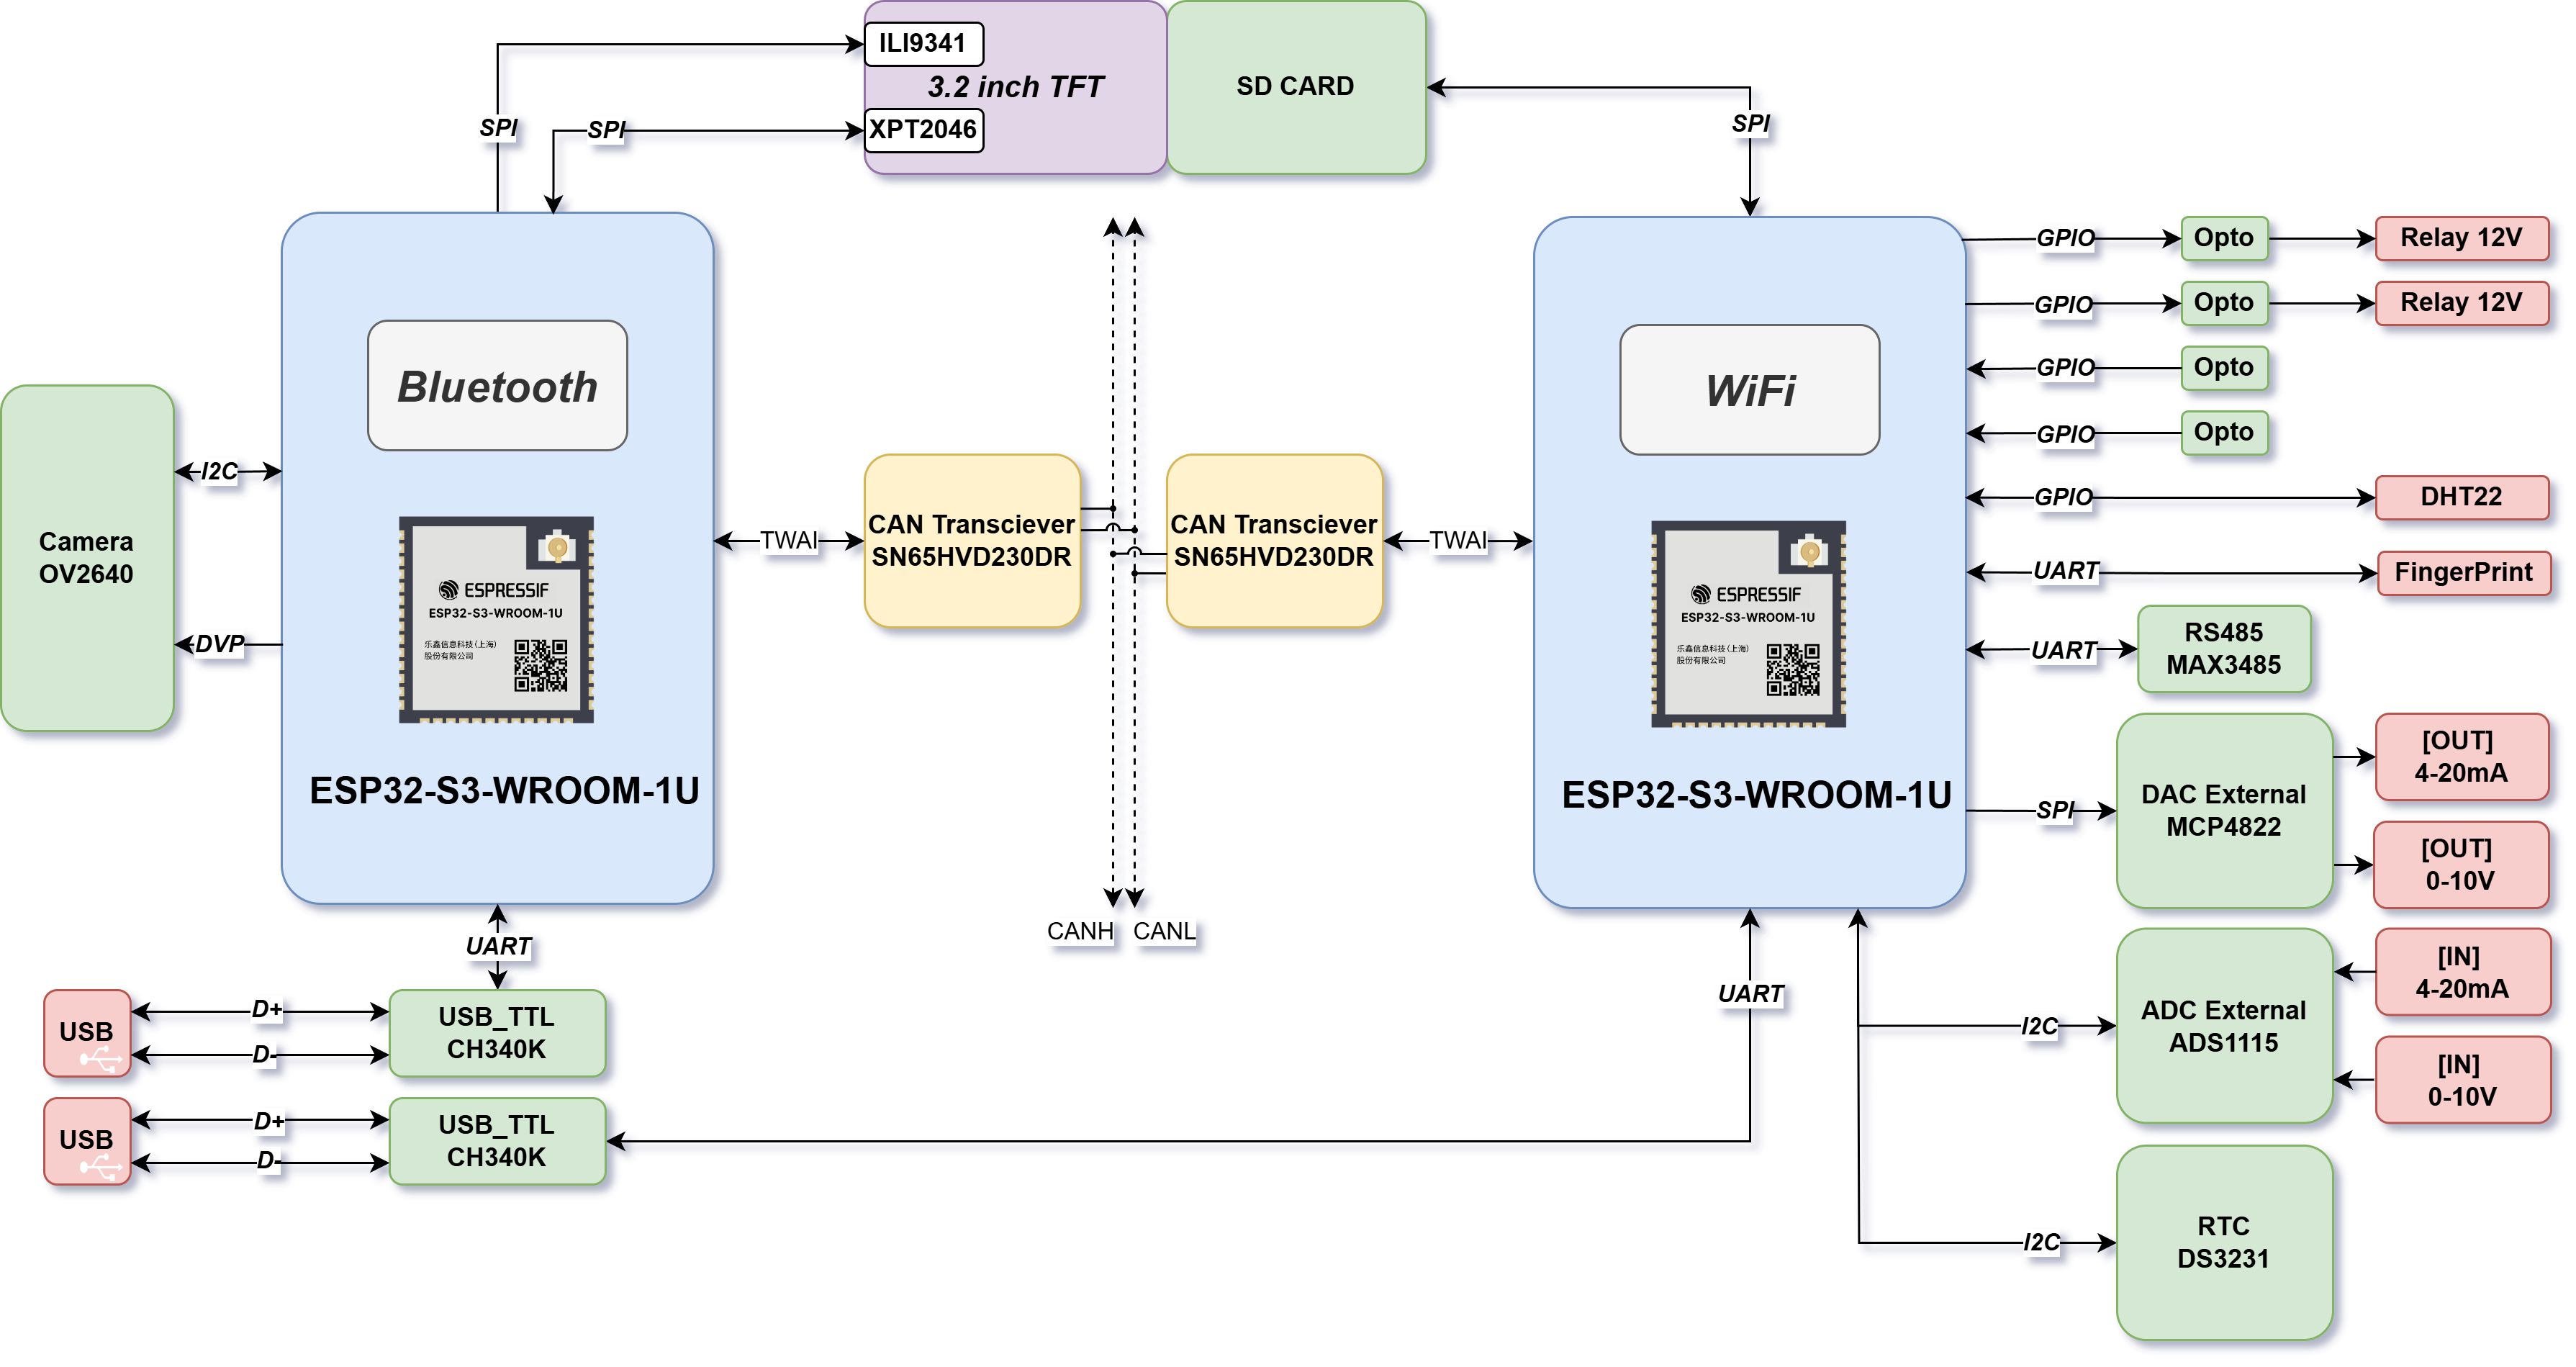 ILI9341
3.2 inch TFT
XPT2046
SD CARD
SPI
SPI
SPI
Bluetooth
ESPRESSIF
ESP32-S3-WROOM-1U
乐鑫信息科技(上海)
股份有限公司
ESP32-S3-WROOM-1U
Camera
OV2640
I2C
DVP
TWAI
CAN Transciever
SN65HVD230DR
CAN Transciever
SN65HVD230DR
TWAI
CANH
CANL
WiFi
ESPRESSIF
ESP32-S3-WROOM-1U
乐鑫信息科技(上海)
股份有限公司
ESP32-S3-WROOM-1U
GPIO
Opto
Relay 12V
GPIO
Opto
Relay 12V
GPIO
Opto
GPIO
Opto
GPIO
DHT22
UART
FingerPrint
UART
RS485
MAX3485
SPI
DAC External
MCP4822
[OUT]
4-20mA
[OUT]
0-10V
I2C
ADC External
ADS1115
[IN]
4-20mA
[IN]
0-10V
I2C
RTC
DS3231
UART
UART
USB
D+
D-
USB_TTL
CH340K
USB
D+
D-
USB_TTL
CH340K